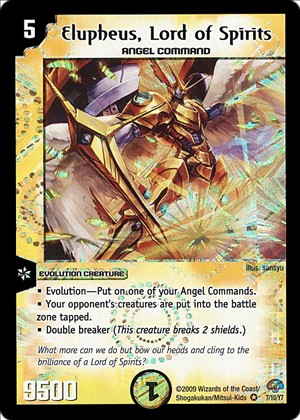 5 Elupheus, Lord of Spirits
ANGEL COMMAND
illus. sansyu
EVOLUTION CREATURE
▪ Evolution—Put on one of your Angel Commands.
▪ Your opponent's creatures are put into the battle
zone tapped.
▪ Double breaker (This creature breaks 2 shields.)
What more can we do but bow our heads and cling to the
brilliance of a Lord of Spirits?
9500
1
©2009 Wizards of the Coast/
Shogakukan/Mitsui-Kids 7/10/Y7